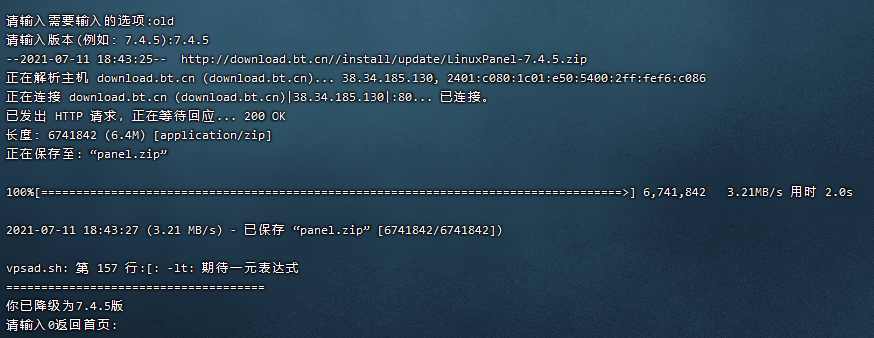 请输入需要输入的选项:old
请输入版本(例如: 7.4.5):7.4.5
--2021-07-11 18:43:25--  http://download.bt.cn//install/update/LinuxPanel-7.4.5.zip
正在解析主机 download.bt.cn (download.bt.cn)... 38.34.185.130, 2401:c080:1c01:e50:5400:2ff:fef6:c086
正在连接 download.bt.cn (download.bt.cn)|38.34.185.130|:80... 已连接。
已发出 HTTP 请求，正在等待回应... 200 OK
长度: 6741842 (6.4M) [application/zip]
正在保存至: “panel.zip”
100%[===================================================================================>] 6,741,842   3.21MB/s 用时 2.0s
2021-07-11 18:43:27 (3.21 MB/s) - 已保存 “panel.zip” [6741842/6741842])
vpsad.sh: 第 157 行:[: -lt: 期待一元表达式
=====================================
你已降级为7.4.5版
请输入0返回首页: